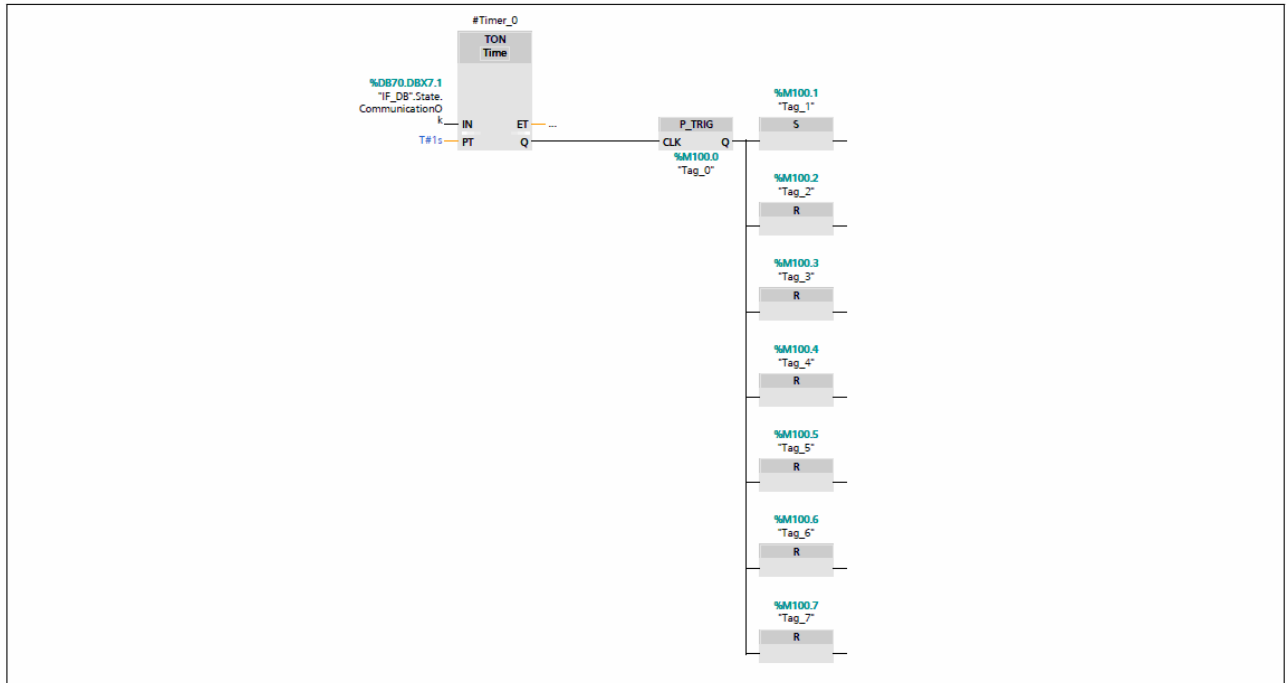 #Timer_0
TON
Time
%DB70.DBX7.1
"IF_DB".State.
CommunicationO
k
IN ET ...
T#1s PT Q
P_TRIG
CLK Q
%M100.0
"Tag_0"
%M100.1
"Tag_1"
S
%M100.2
"Tag_2"
R
%M100.3
"Tag_3"
R
%M100.4
"Tag_4"
R
%M100.5
"Tag_5"
R
%M100.6
"Tag_6"
R
%M100.7
"Tag_7"
R